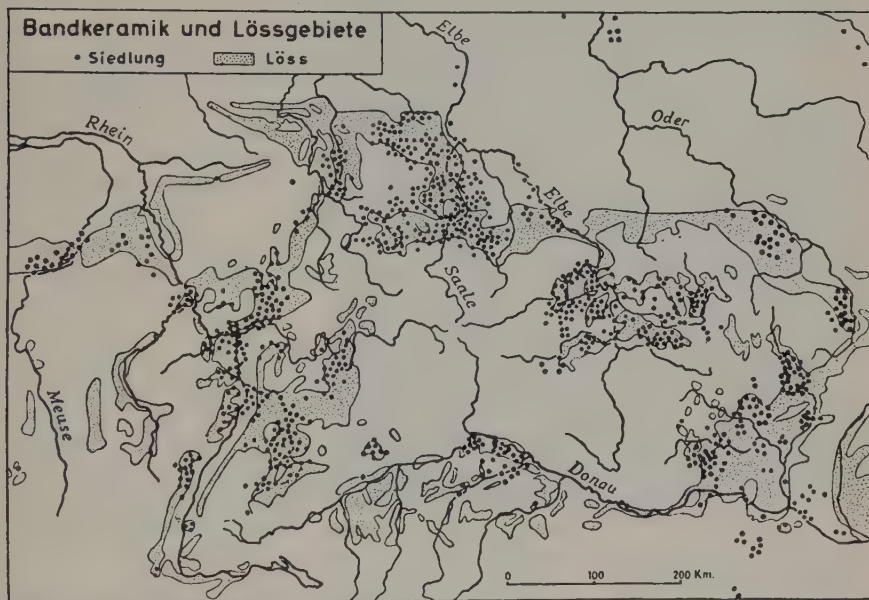 Bandkeramik und Lössgebiete
• Siedlung Löss
Elbe
Rhein
Oder
Elbe
Saale
Meuse
Donau
0 100 200 Km.